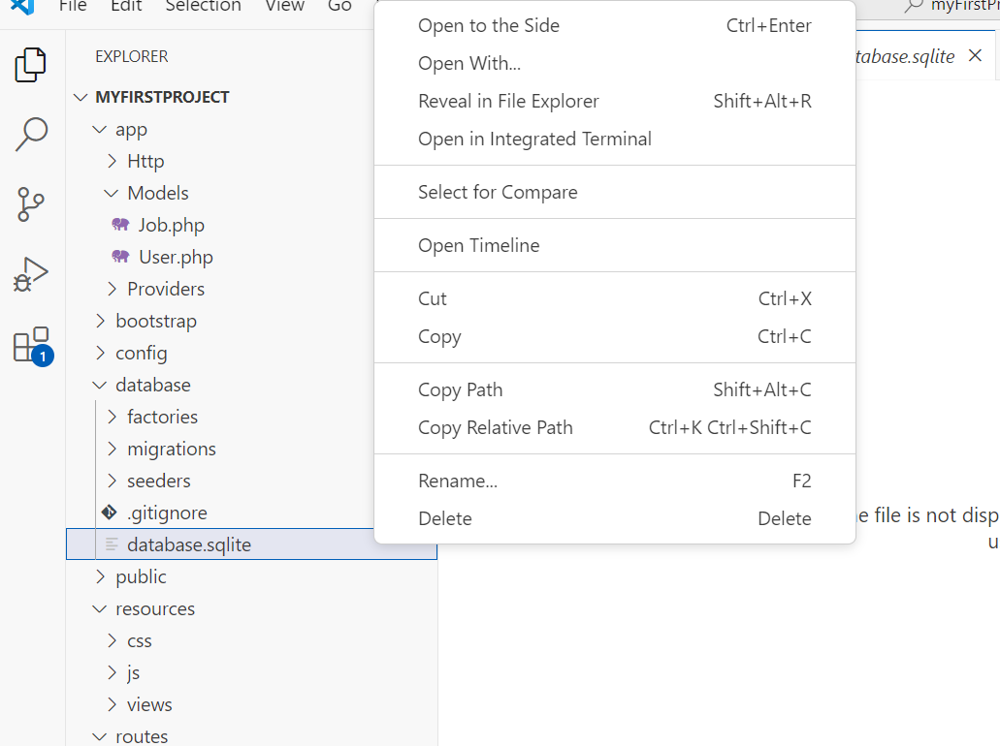 File Edit Selection View Go
EXPLORER
MYFIRSTPROJECT
app
Http
Models
Job.php
User.php
Providers
bootstrap
config
database
factories
migrations
seeders
.gitignore
database.sqlite
public
resources
css
js
views
routes
1
Open to the Side Ctrl+Enter
Open With...
Reveal in File Explorer Shift+Alt+R
Open in Integrated Terminal
Select for Compare
Open Timeline
Cut Ctrl+X
Copy Ctrl+C
Copy Path Shift+Alt+C
Copy Relative Path Ctrl+K Ctrl+Shift+C
Rename... F2
Delete Delete
myFirstPr
tabase.sqlite
e file is not disp
u